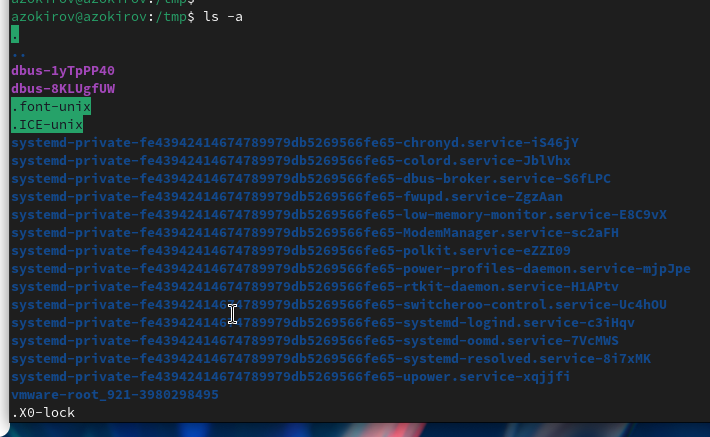 azokirov@azokirov:/tmp$
azokirov@azokirov:/tmp$ ls -a
.
..
dbus-1yTpPP40
dbus-8KLUgfUW
.font-unix
.ICE-unix
systemd-private-fe43942414674789979db5269566fe65-chronyd.service-iS46jY
systemd-private-fe43942414674789979db5269566fe65-colord.service-JblVhx
systemd-private-fe43942414674789979db5269566fe65-dbus-broker.service-S6fLPC
systemd-private-fe43942414674789979db5269566fe65-fwupd.service-ZgzAan
systemd-private-fe43942414674789979db5269566fe65-low-memory-monitor.service-E8C9vX
systemd-private-fe43942414674789979db5269566fe65-ModemManager.service-sc2aFH
systemd-private-fe43942414674789979db5269566fe65-polkit.service-eZZI09
systemd-private-fe43942414674789979db5269566fe65-power-profiles-daemon.service-mjpJpe
systemd-private-fe43942414674789979db5269566fe65-rtkit-daemon.service-H1APtv
systemd-private-fe43942414674789979db5269566fe65-switcheroo-control.service-Uc4hOU
systemd-private-fe43942414674789979db5269566fe65-systemd-logind.service-c3iHqv
systemd-private-fe43942414674789979db5269566fe65-systemd-oomd.service-7VcMWS
systemd-private-fe43942414674789979db5269566fe65-systemd-resolved.service-8i7xMK
systemd-private-fe43942414674789979db5269566fe65-upower.service-xqjjfi
vmware-root_921-3980298495
.X0-lock